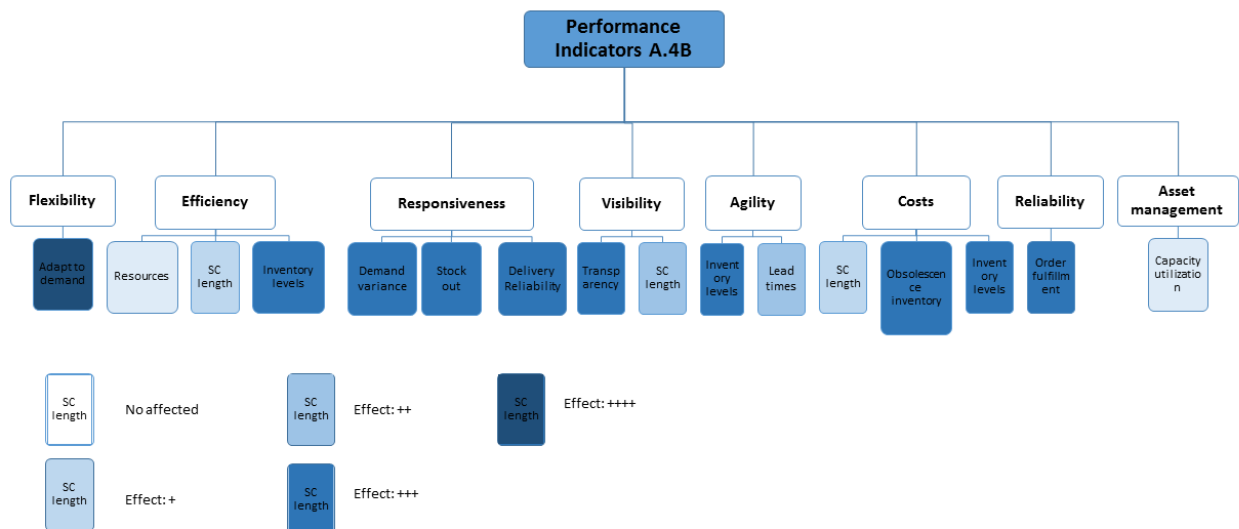 Performance
Indicators A.4B
Flexibility
Efficiency
Responsiveness
Visibility
Agility
Costs
Reliability
Asset
management
Adapt to
demand
Resources
SC
length
Inventory
levels
Demand
variance
Stock
out
Delivery
Reliability
Transp
arency
SC
length
Invent
ory
levels
Lead
times
SC
length
Obsolescen
ce
inventory
Invent
ory
levels
Order
fulfillm
ent
Capacity
utilizatio
n
SC
length
No affected
SC
length
Effect: ++
SC
length
Effect: ++++
SC
length
Effect: +
SC
length
Effect: +++